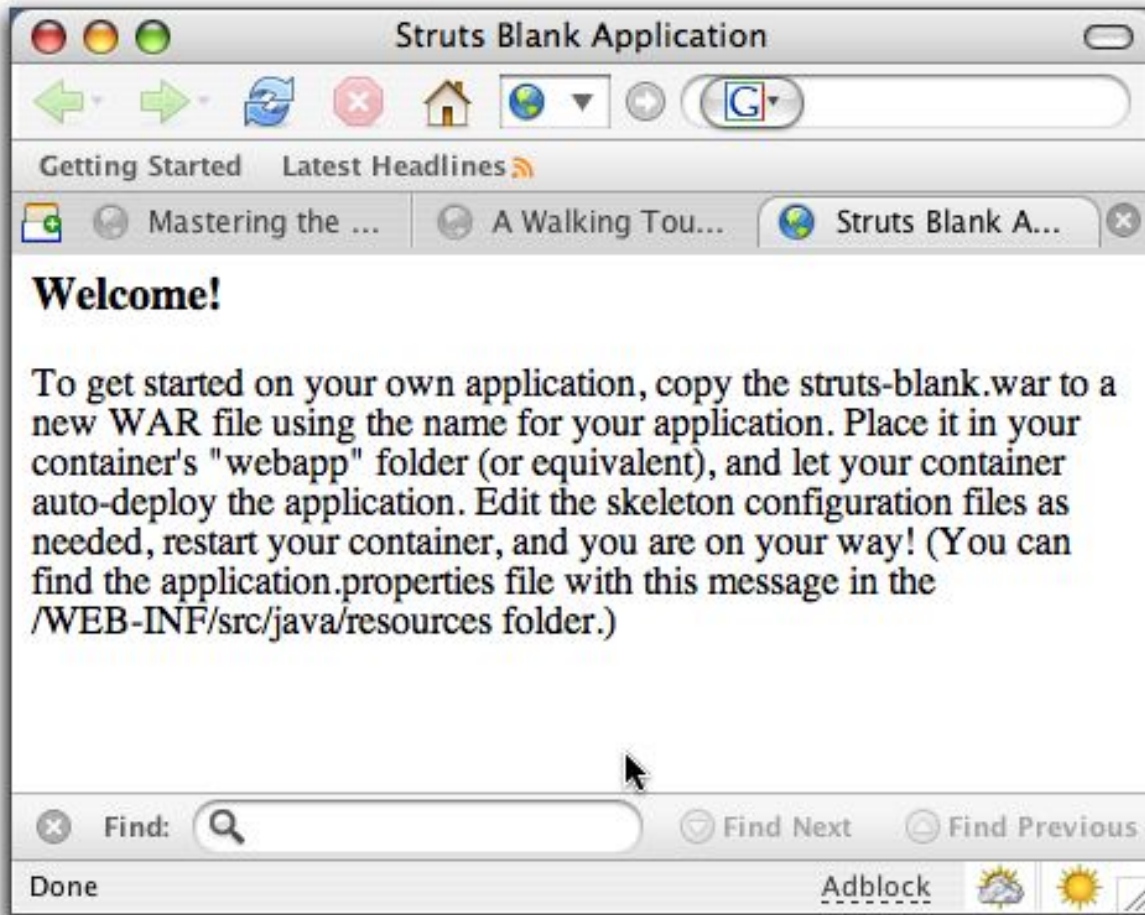 Struts Blank Application
G
Getting Started Latest Headlines
Mastering the ... A Walking Tou... Struts Blank A...
Welcome!
To get started on your own application, copy the struts-blank.war to a
new WAR file using the name for your application. Place it in your
container's "webapp" folder (or equivalent), and let your container
auto-deploy the application. Edit the skeleton configuration files as
needed, restart your container, and you are on your way! (You can
find the application.properties file with this message in the
/WEB-INF/src/java/resources folder.)
Find: Find Next Find Previous
Done Adblock